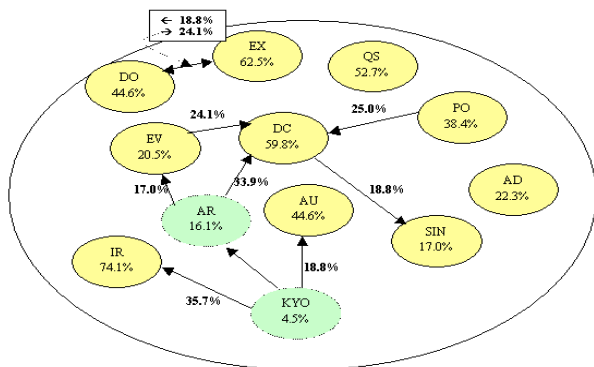 ← 18.8%
→ 24.1%
EX
62.5%
QS
52.7%
DO
44.6%
PO
38.4%
25.0%
24.1%
DC
59.8%
EV
20.5%
AD
22.3%
17.0%
33.9%
18.8%
AU
44.6%
AR
16.1%
SIN
17.0%
IR
74.1%
18.8%
35.7%
KYO
4.5%